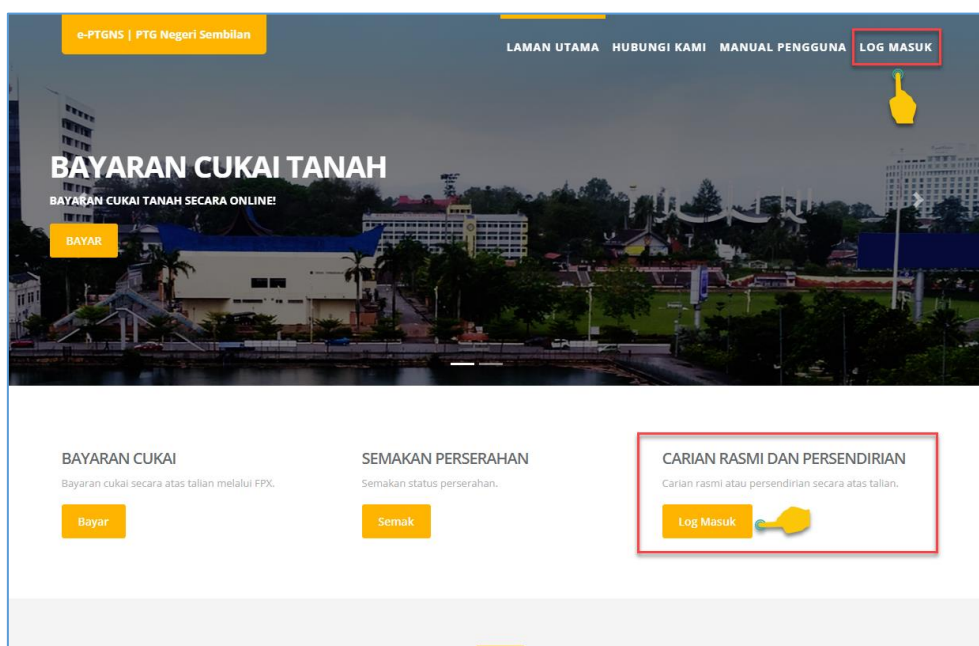 e-PTGNS | PTG Negeri Sembilan
LAMAN UTAMA HUBUNGI KAMI MANUAL PENGGUNA LOG MASUK
BAYARAN CUKAI TANAH
BAYARAN CUKAI TANAH SECARA ONLINE!
BAYAR
BAYARAN CUKAI
Bayaran cukai secara atas talian melalui FPX.
Bayar
SEMAKAN PERSERAHAN
Semakan status perserahan.
Semak
CARIAN RASMI DAN PERSENDIRIAN
Carian rasmi atau persendirian secara atas talian.
Log Masuk